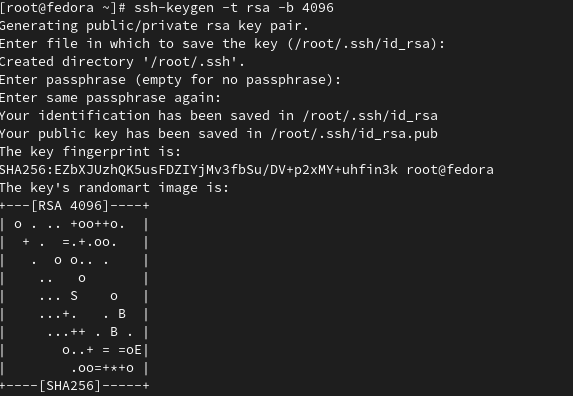 [root@fedora ~]# ssh-keygen -t rsa -b 4096
Generating public/private rsa key pair.
Enter file in which to save the key (/root/.ssh/id_rsa):
Created directory '/root/.ssh'.
Enter passphrase (empty for no passphrase):
Enter same passphrase again:
Your identification has been saved in /root/.ssh/id_rsa
Your public key has been saved in /root/.ssh/id_rsa.pub
The key fingerprint is:
SHA256:EZbXJUzhQK5usFDZIYjMv3fbSu/DV+p2xMY+uhfin3k root@fedora
The key's randomart image is:
+---[RSA 4096]----+
| o . .. +oo++o.  |
|  + .  =.+.oo.   |
|   .  o o.. .    |
|    ..   o       |
|    ... S    o   |
|    ...+.   . B  |
|     ...++ . B . |
|       o..+ = =oE|
|        .oo=+*+o |
+----[SHA256]-----+